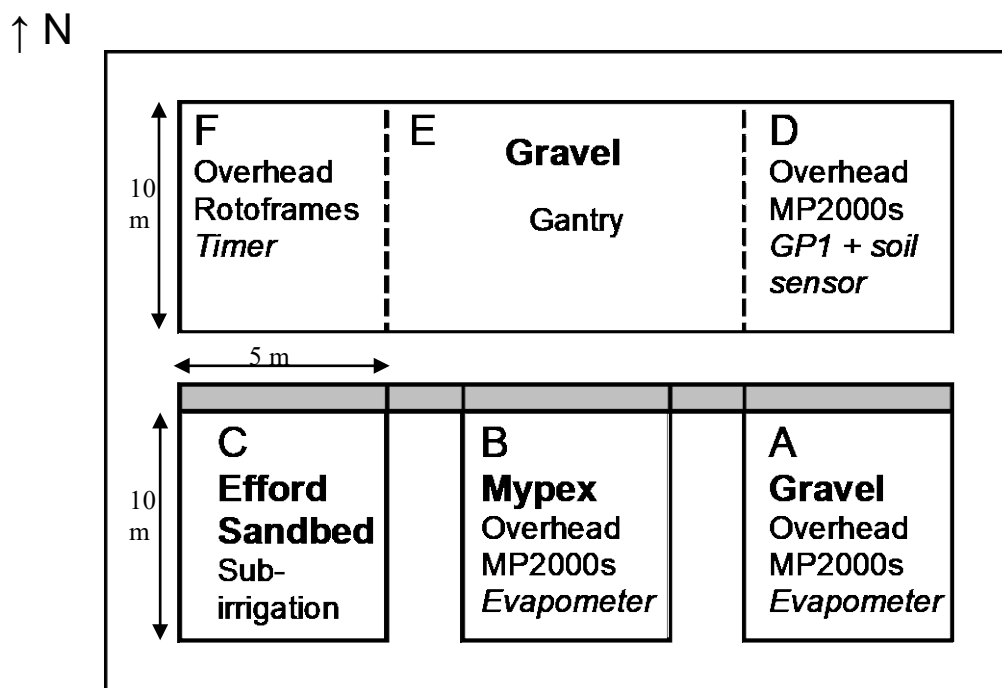 ↑ N
F
Overhead
Rotoframes
Timer
E
Gravel
Gantry
D
Overhead
MP2000s
GP1 + soil
sensor
10
m
5 m
C
Efford
Sandbed
Sub-
irrigation
B
Mypex
Overhead
MP2000s
Evapometer
A
Gravel
Overhead
MP2000s
Evapometer
10
m